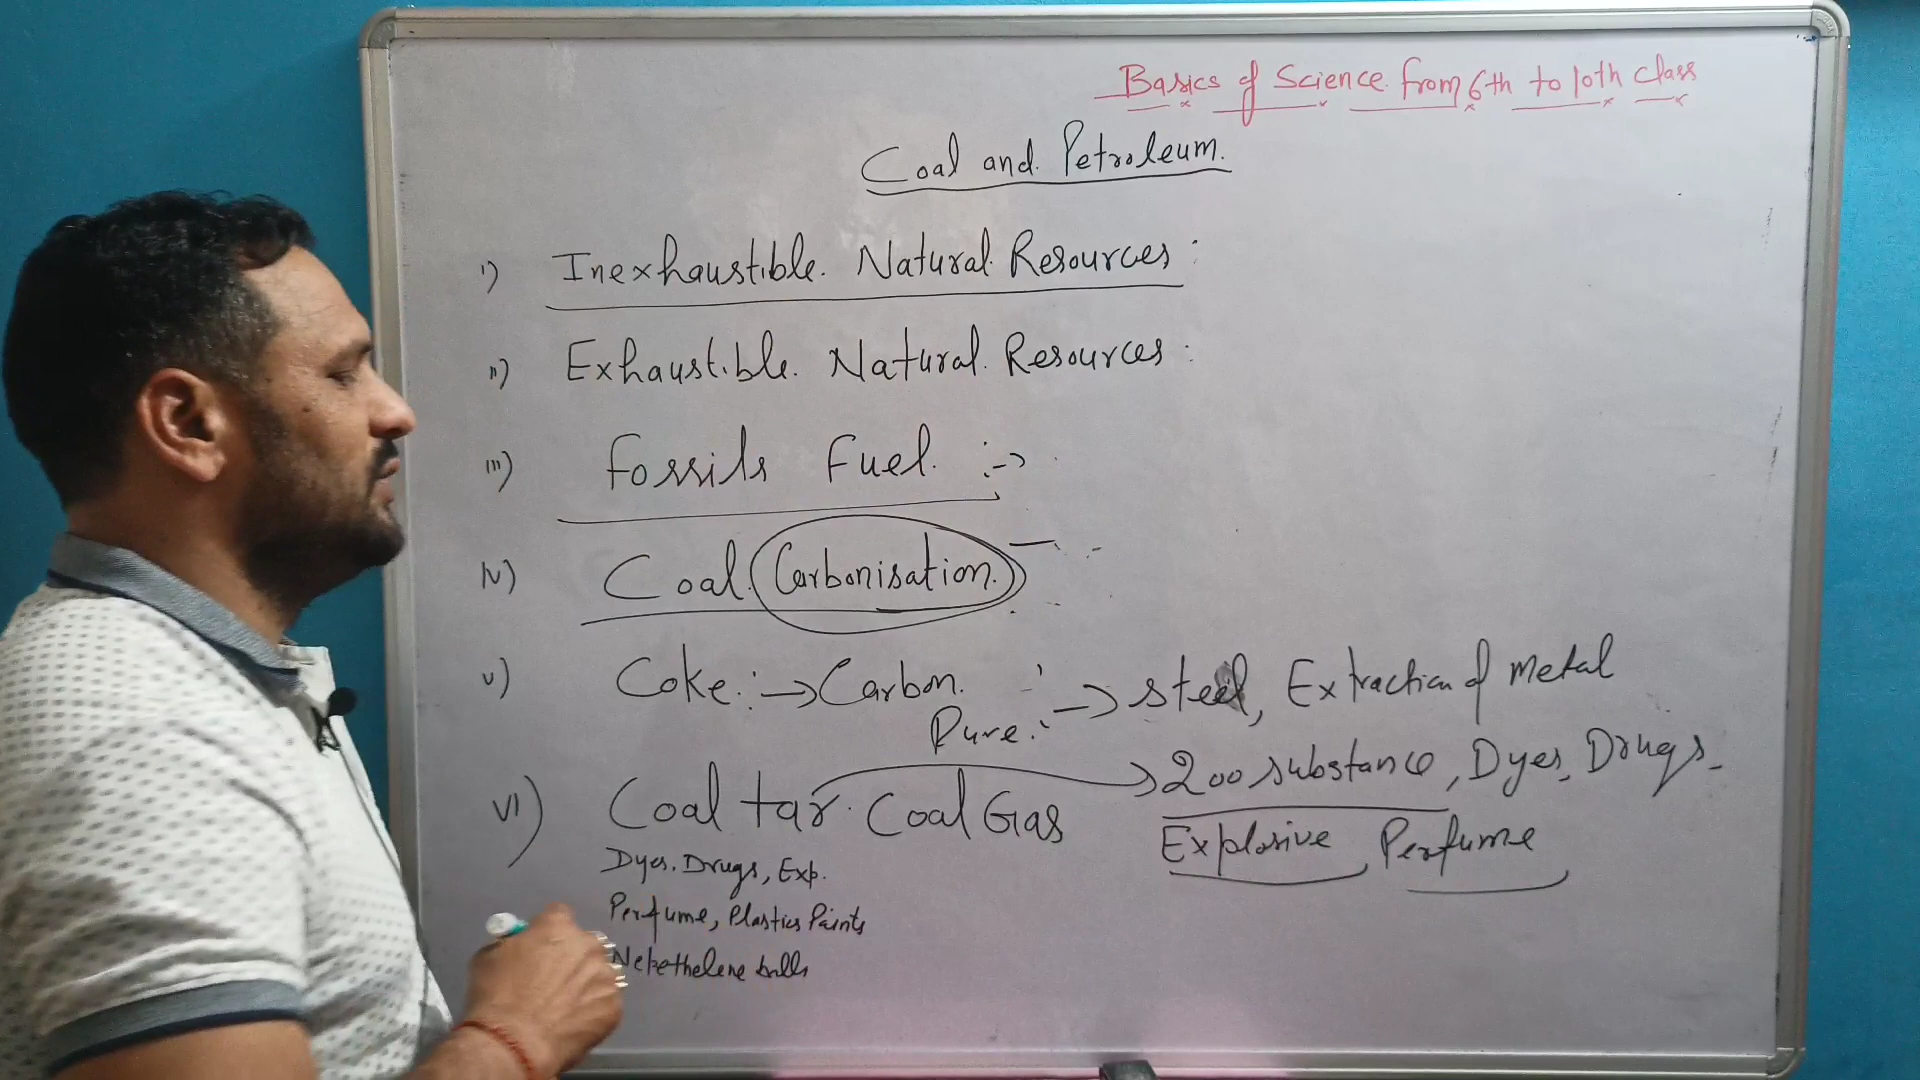 Basics of Science from 6th to 10th class
Coal and Petroleum.
i) Inexhaustible Natural Resources :
ii) Exhaustible Natural Resources :
iii) Fossils Fuel :->
iv) Coal (Carbonisation.)
v) Coke :-> Carbon. Pure. :-> steel, Extraction of Metal
vi) Coal tar. Coal Gas -> 200 substance, Dyes, Drugs
Explosive, Perfume
Dyes. Drugs, Exp.
Perfume, Plastics Paints
Nepethelene balls